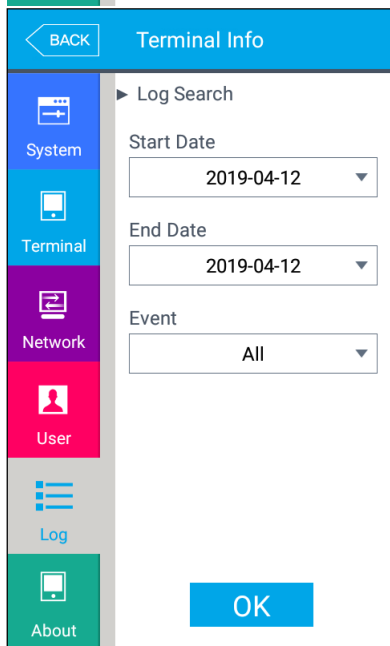 BACK
Terminal Info
System
Terminal
Network
User
Log
About
► Log Search
Start Date
2019-04-12
End Date
2019-04-12
Event
All
OK